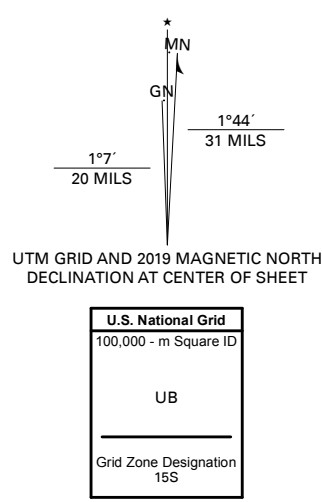 MN
GN
1°44´
31 MILS
1°7´
20 MILS
UTM GRID AND 2019 MAGNETIC NORTH
DECLINATION AT CENTER OF SHEET
U.S. National Grid
100,000 - m Square ID
UB
Grid Zone Designation
15S